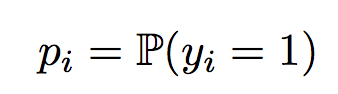 pᵢ = ℙ(yᵢ = 1)